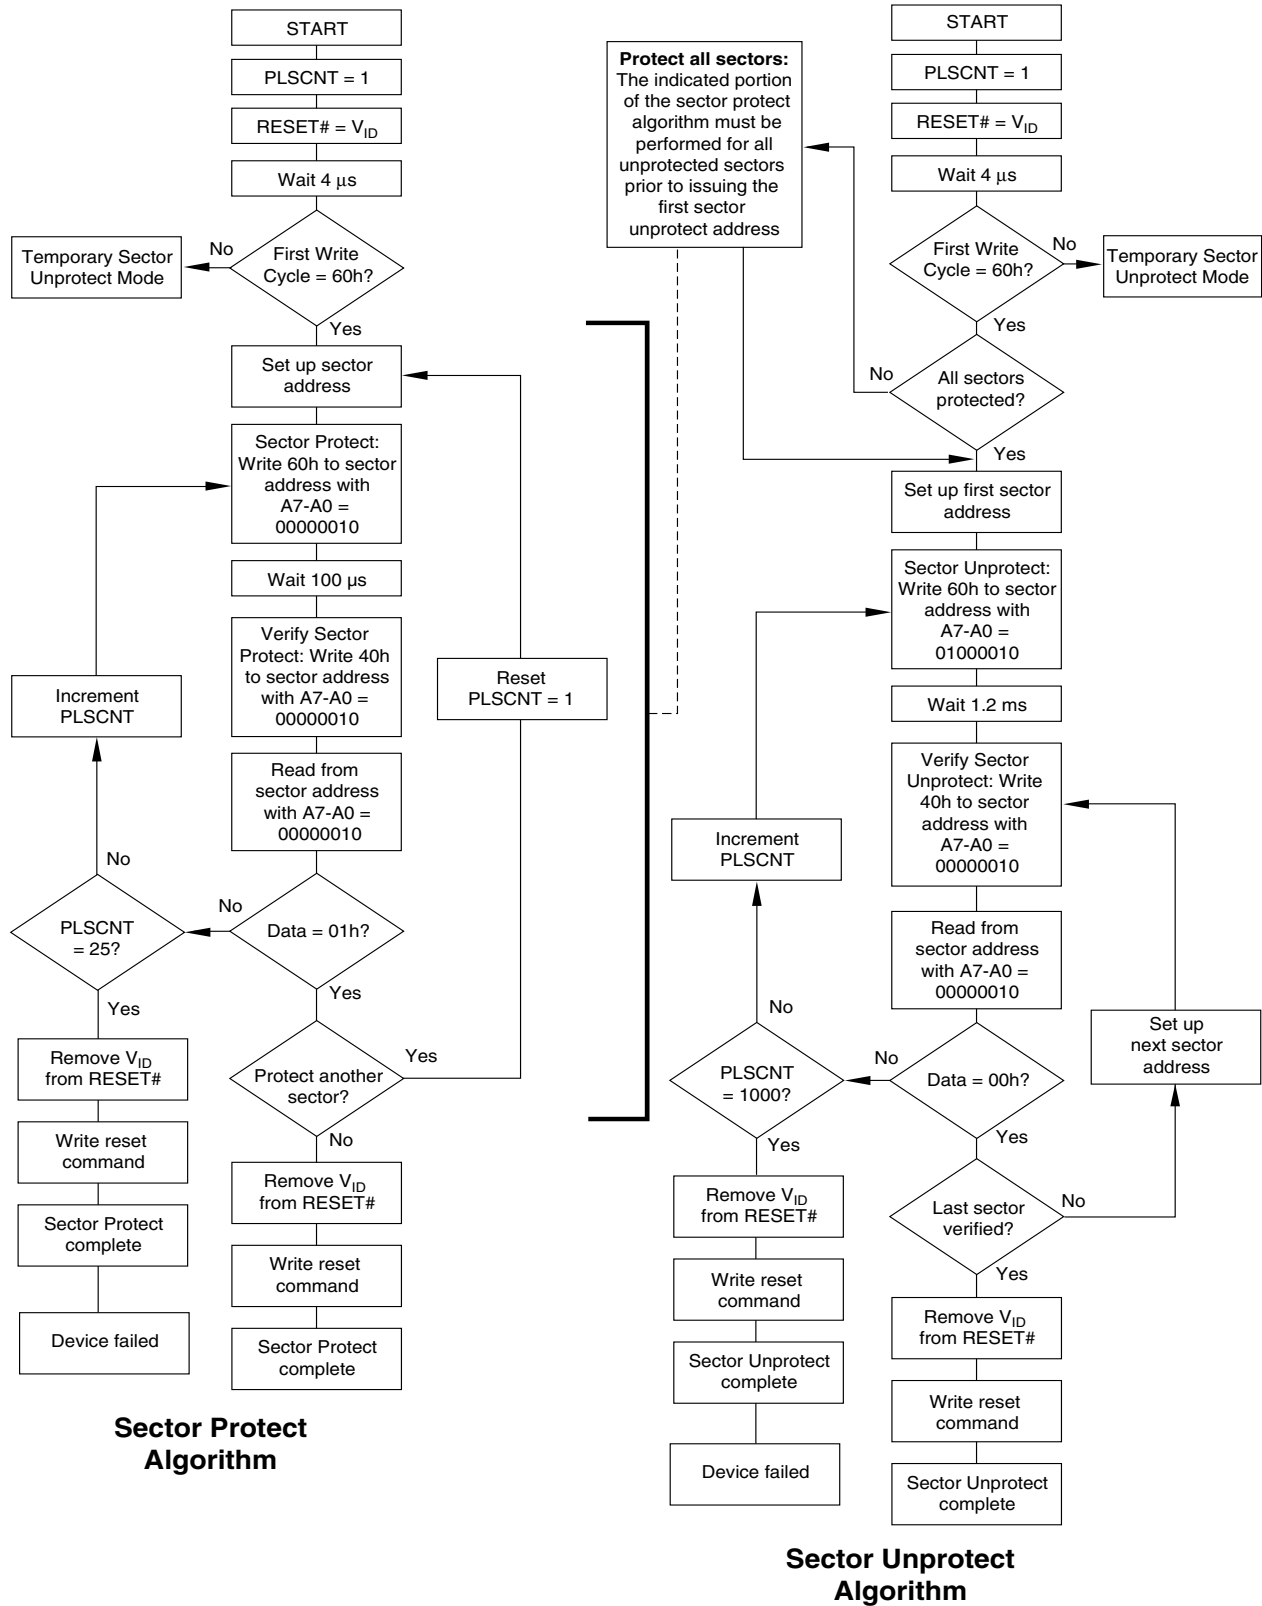 START
PLSCNT = 1
RESET# = VID
Wait 4 μs
First Write
Cycle = 60h?
No
Temporary Sector
Unprotect Mode
Yes
Set up sector
address
Sector Protect:
Write 60h to sector
address with
A7-A0 =
00000010
Wait 100 µs
Verify Sector
Protect: Write 40h
to sector address
with A7-A0 =
00000010
Read from
sector address
with A7-A0 =
00000010
Data = 01h?
No
PLSCNT
= 25?
No
Increment
PLSCNT
Yes
Remove VID
from RESET#
Write reset
command
Sector Protect
complete
Device failed
Yes
Protect another
sector?
Yes
Reset
PLSCNT = 1
No
Remove VID
from RESET#
Write reset
command
Sector Protect
complete
Sector Protect
Algorithm
Protect all sectors:
The indicated portion
of the sector protect
algorithm must be
performed for all
unprotected sectors
prior to issuing the
first sector
unprotect address
START
PLSCNT = 1
RESET# = VID
Wait 4 μs
First Write
Cycle = 60h?
No
Temporary Sector
Unprotect Mode
Yes
All sectors
protected?
No
Yes
Set up first sector
address
Sector Unprotect:
Write 60h to sector
address with
A7-A0 =
01000010
Wait 1.2 ms
Verify Sector
Unprotect: Write
40h to sector
address with
A7-A0 =
00000010
Read from
sector address
with A7-A0 =
00000010
Data = 00h?
No
PLSCNT
= 1000?
No
Increment
PLSCNT
Yes
Remove VID
from RESET#
Write reset
command
Sector Unprotect
complete
Device failed
Yes
Last sector
verified?
No
Set up
next sector
address
Yes
Remove VID
from RESET#
Write reset
command
Sector Unprotect
complete
Sector Unprotect
Algorithm